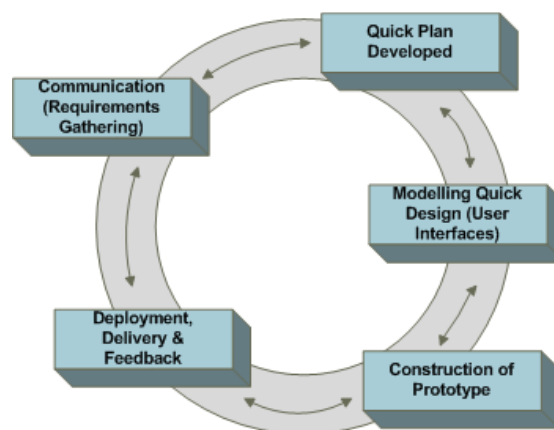 Quick Plan
Developed
Communication
(Requirements
Gathering)
Modelling Quick
Design (User
Interfaces)
Deployment,
Delivery &
Feedback
Construction of
Prototype